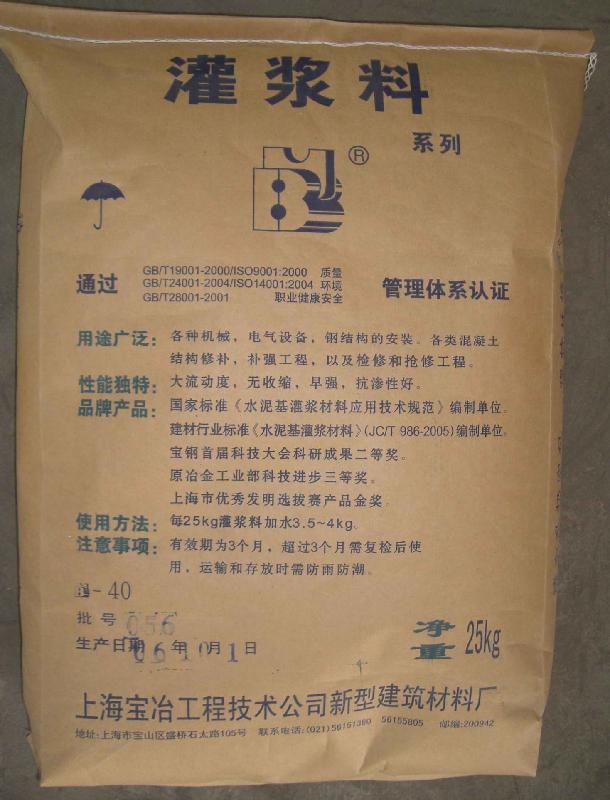 灌浆料
系列
®
通过
GB/T19001-2000/ISO9001:2000 质量
GB/T24001-2004/ISO14001:2004 环境
GB/T28001-2001 职业健康安全
管理体系认证
用途广泛：各种机械，电气设备，钢结构的安装。各类混凝土
结构修补，补强工程，以及检修和抢修工程。
性能独特：大流动度，无收缩，早强，抗渗性好。
品牌产品：国家标准《水泥基灌浆材料应用技术规范》编制单位。
建材行业标准《水泥基灌浆材料》(JC/T 986-2005)编制单位。
宝钢首届科技大会科研成果二等奖。
原冶金工业部科技进步三等奖。
上海市优秀发明选拔赛产品金奖。
使用方法：每25kg灌浆料加水3.5~4kg。
注意事项：有效期为3个月，超过3个月需复检后使
用，运输和存放时需防雨防潮。
-40
批号 056
生产日期 06年10月1日
净重 25kg
上海宝冶工程技术公司新型建筑材料厂
地址:上海市宝山区盛桥石太路105号 联系电话:(021)56151380 56155805 邮编:200942